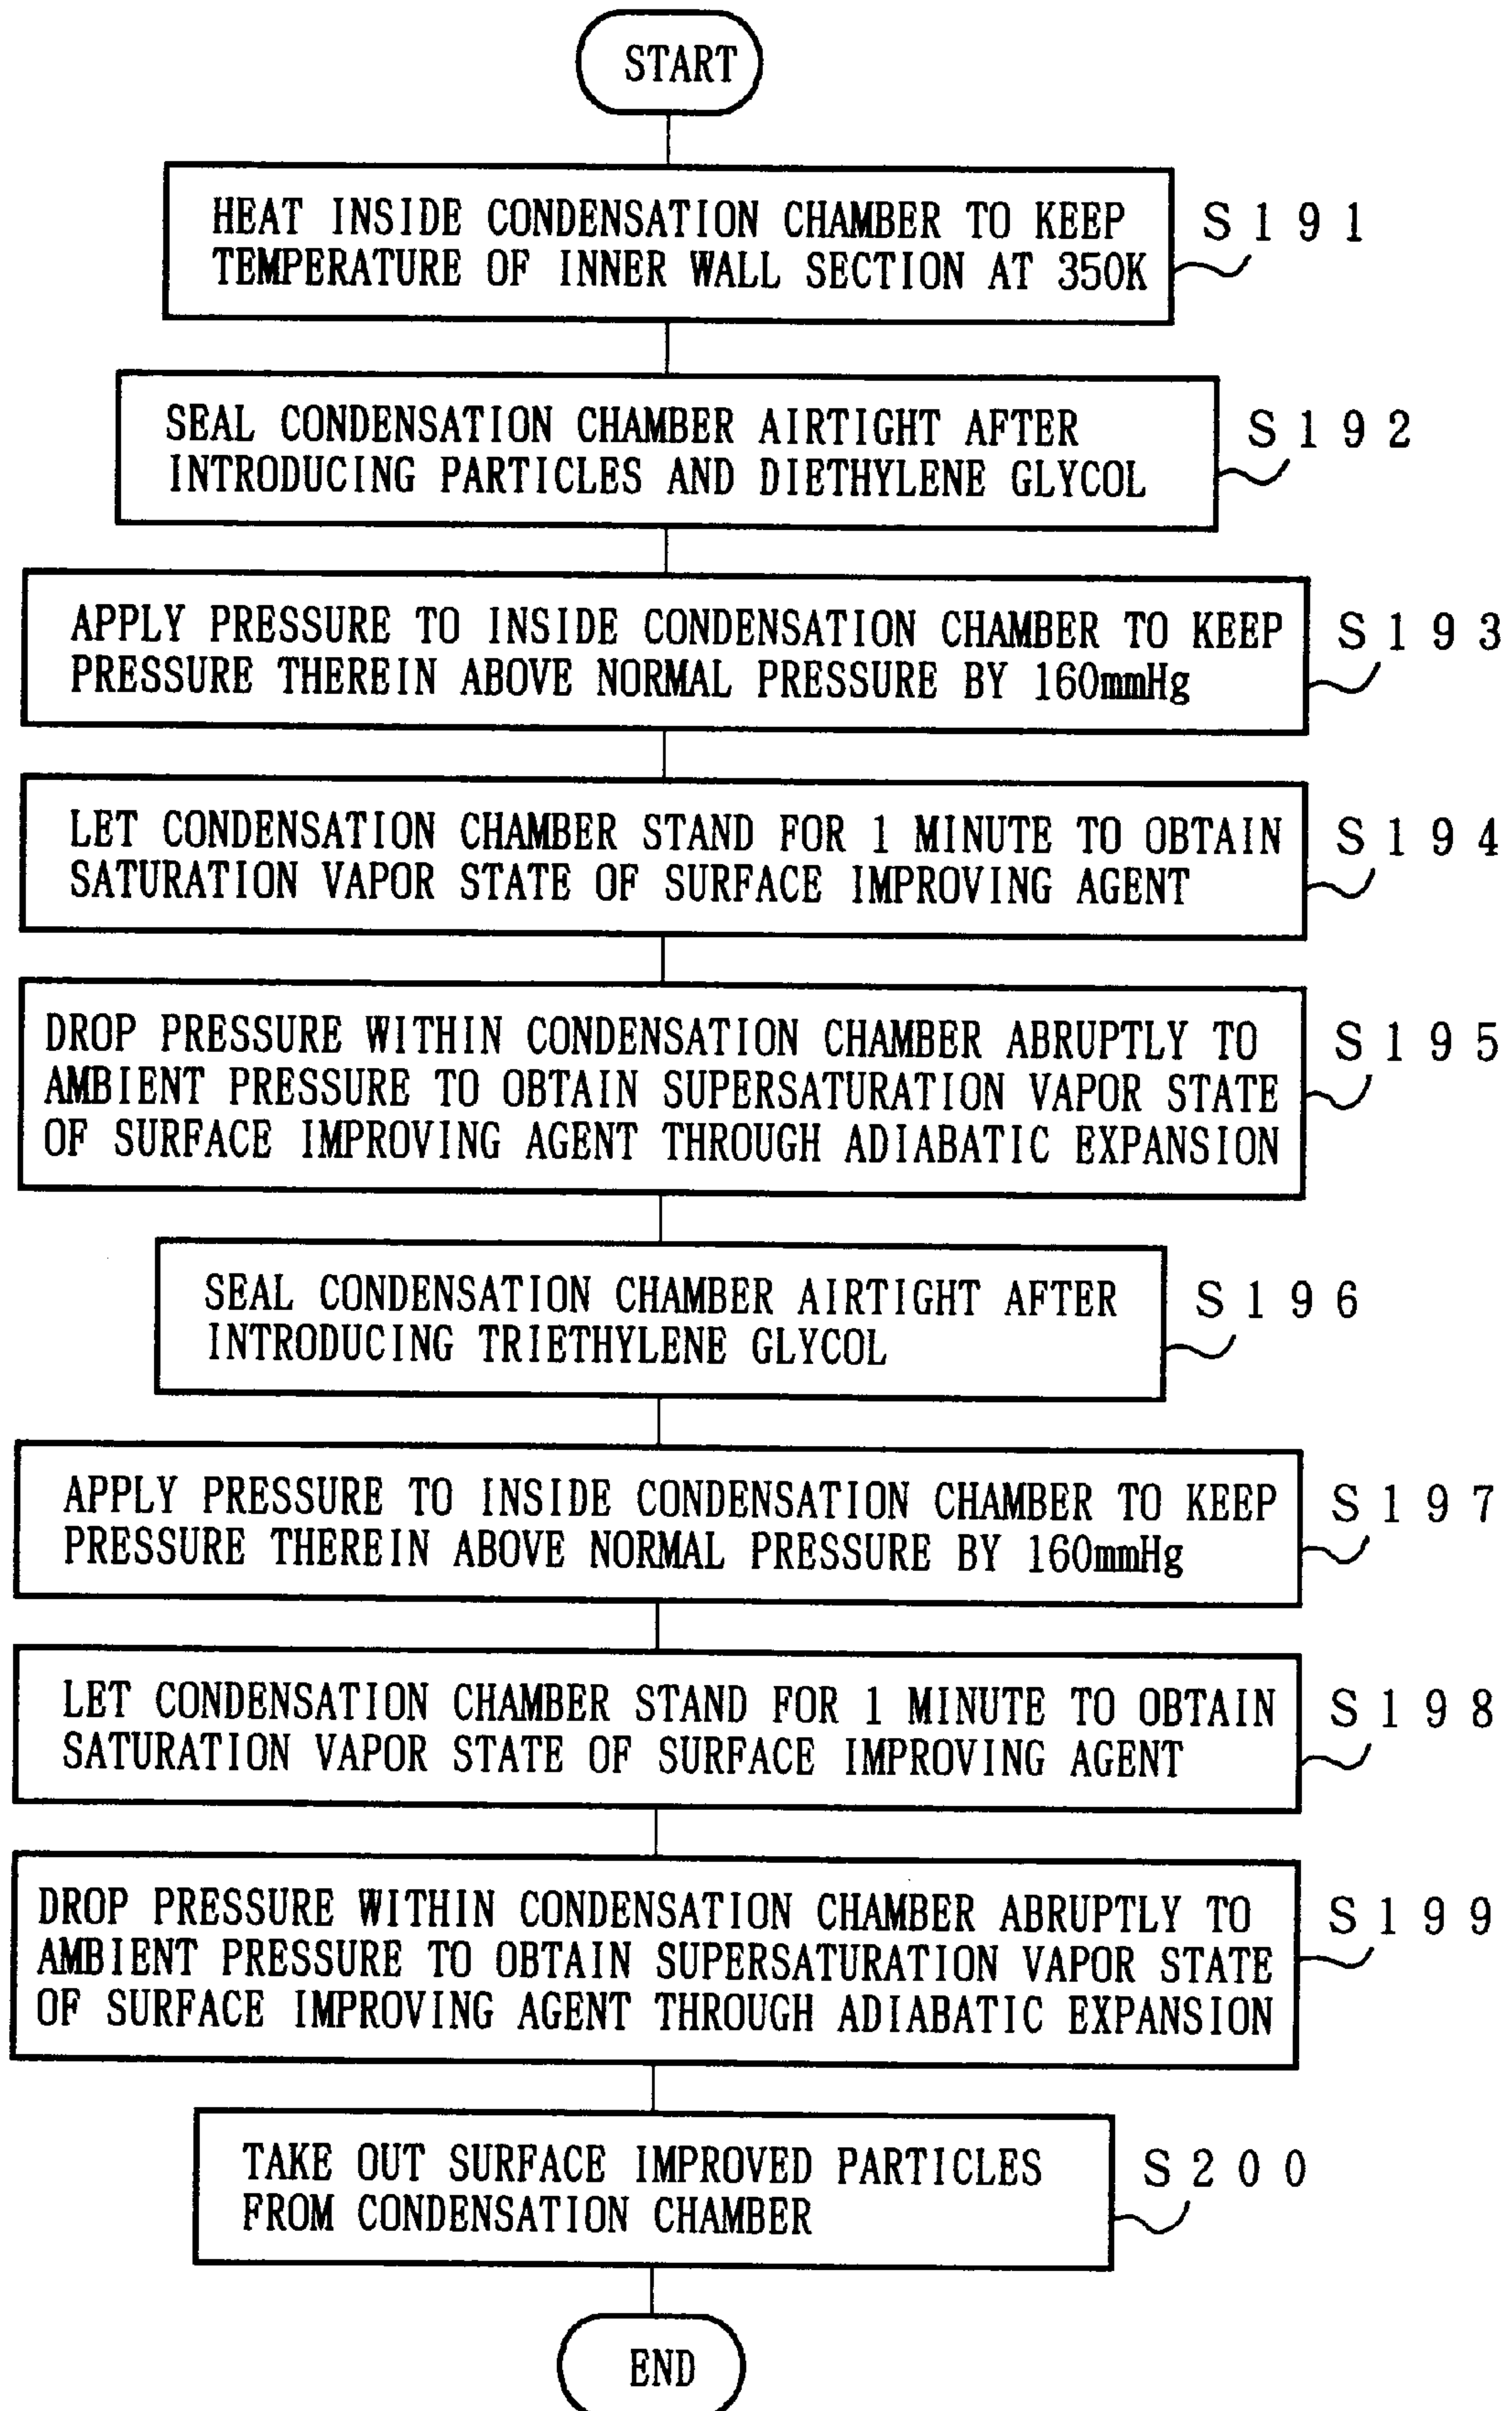 START
HEAT INSIDE CONDENSATION CHAMBER TO KEEP
TEMPERATURE OF INNER WALL SECTION AT 350K
S191
SEAL CONDENSATION CHAMBER AIRTIGHT AFTER
INTRODUCING PARTICLES AND DIETHYLENE GLYCOL
S192
APPLY PRESSURE TO INSIDE CONDENSATION CHAMBER TO KEEP
PRESSURE THEREIN ABOVE NORMAL PRESSURE BY 160mmHg
S193
LET CONDENSATION CHAMBER STAND FOR 1 MINUTE TO OBTAIN
SATURATION VAPOR STATE OF SURFACE IMPROVING AGENT
S194
DROP PRESSURE WITHIN CONDENSATION CHAMBER ABRUPTLY TO
AMBIENT PRESSURE TO OBTAIN SUPERSATURATION VAPOR STATE
OF SURFACE IMPROVING AGENT THROUGH ADIABATIC EXPANSION
S195
SEAL CONDENSATION CHAMBER AIRTIGHT AFTER
INTRODUCING TRIETHYLENE GLYCOL
S196
APPLY PRESSURE TO INSIDE CONDENSATION CHAMBER TO KEEP
PRESSURE THEREIN ABOVE NORMAL PRESSURE BY 160mmHg
S197
LET CONDENSATION CHAMBER STAND FOR 1 MINUTE TO OBTAIN
SATURATION VAPOR STATE OF SURFACE IMPROVING AGENT
S198
DROP PRESSURE WITHIN CONDENSATION CHAMBER ABRUPTLY TO
AMBIENT PRESSURE TO OBTAIN SUPERSATURATION VAPOR STATE
OF SURFACE IMPROVING AGENT THROUGH ADIABATIC EXPANSION
S199
TAKE OUT SURFACE IMPROVED PARTICLES
FROM CONDENSATION CHAMBER
S200
END